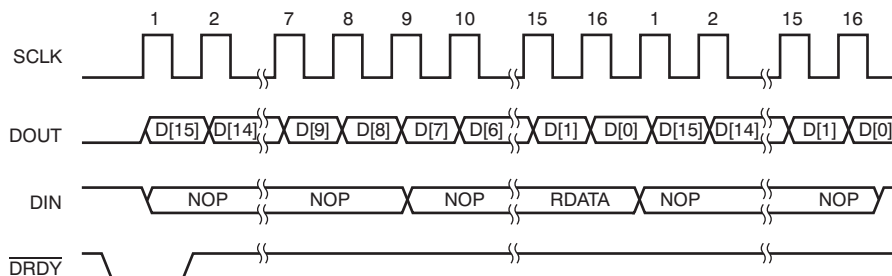 1 2 7 8 9 10 15 16 1 2 15 16
SCLK
DOUT D[15] D[14] D[9] D[8] D[7] D[6] D[1] D[0] D[15] D[14] D[1] D[0]
DIN NOP NOP NOP RDATA NOP NOP
DRDY